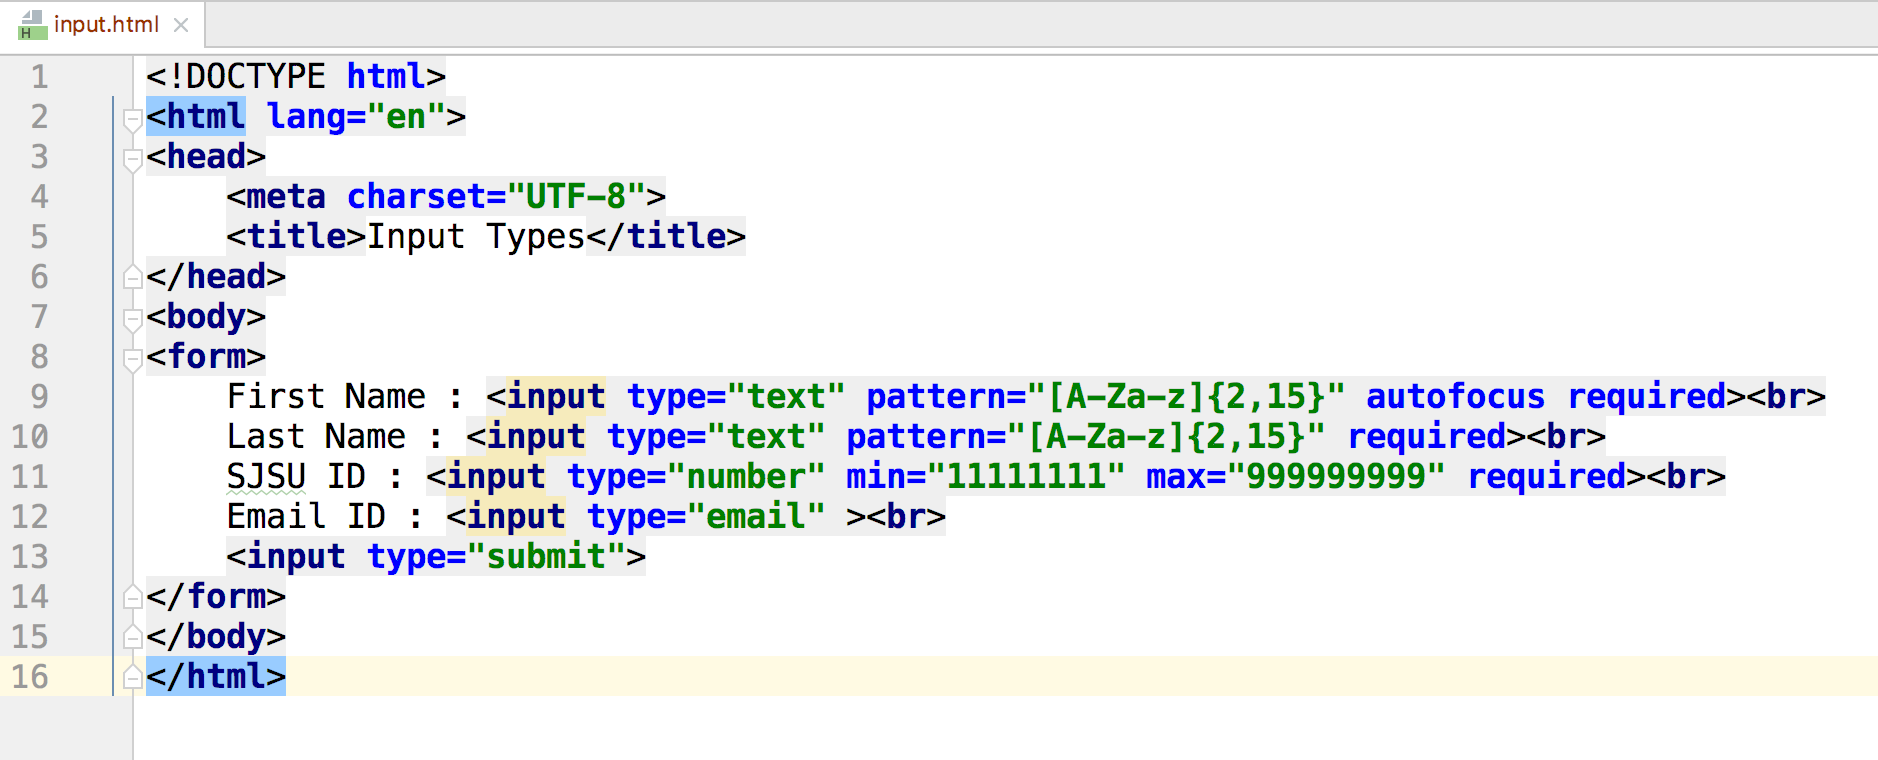 input.html
1 <!DOCTYPE html>
2 <html lang="en">
3 <head>
4     <meta charset="UTF-8">
5     <title>Input Types</title>
6 </head>
7 <body>
8 <form>
9     First Name : <input type="text" pattern="[A-Za-z]{2,15}" autofocus required><br>
10     Last Name : <input type="text" pattern="[A-Za-z]{2,15}" required><br>
11     SJSU ID : <input type="number" min="11111111" max="999999999" required><br>
12     Email ID : <input type="email" ><br>
13     <input type="submit">
14 </form>
15 </body>
16 </html>